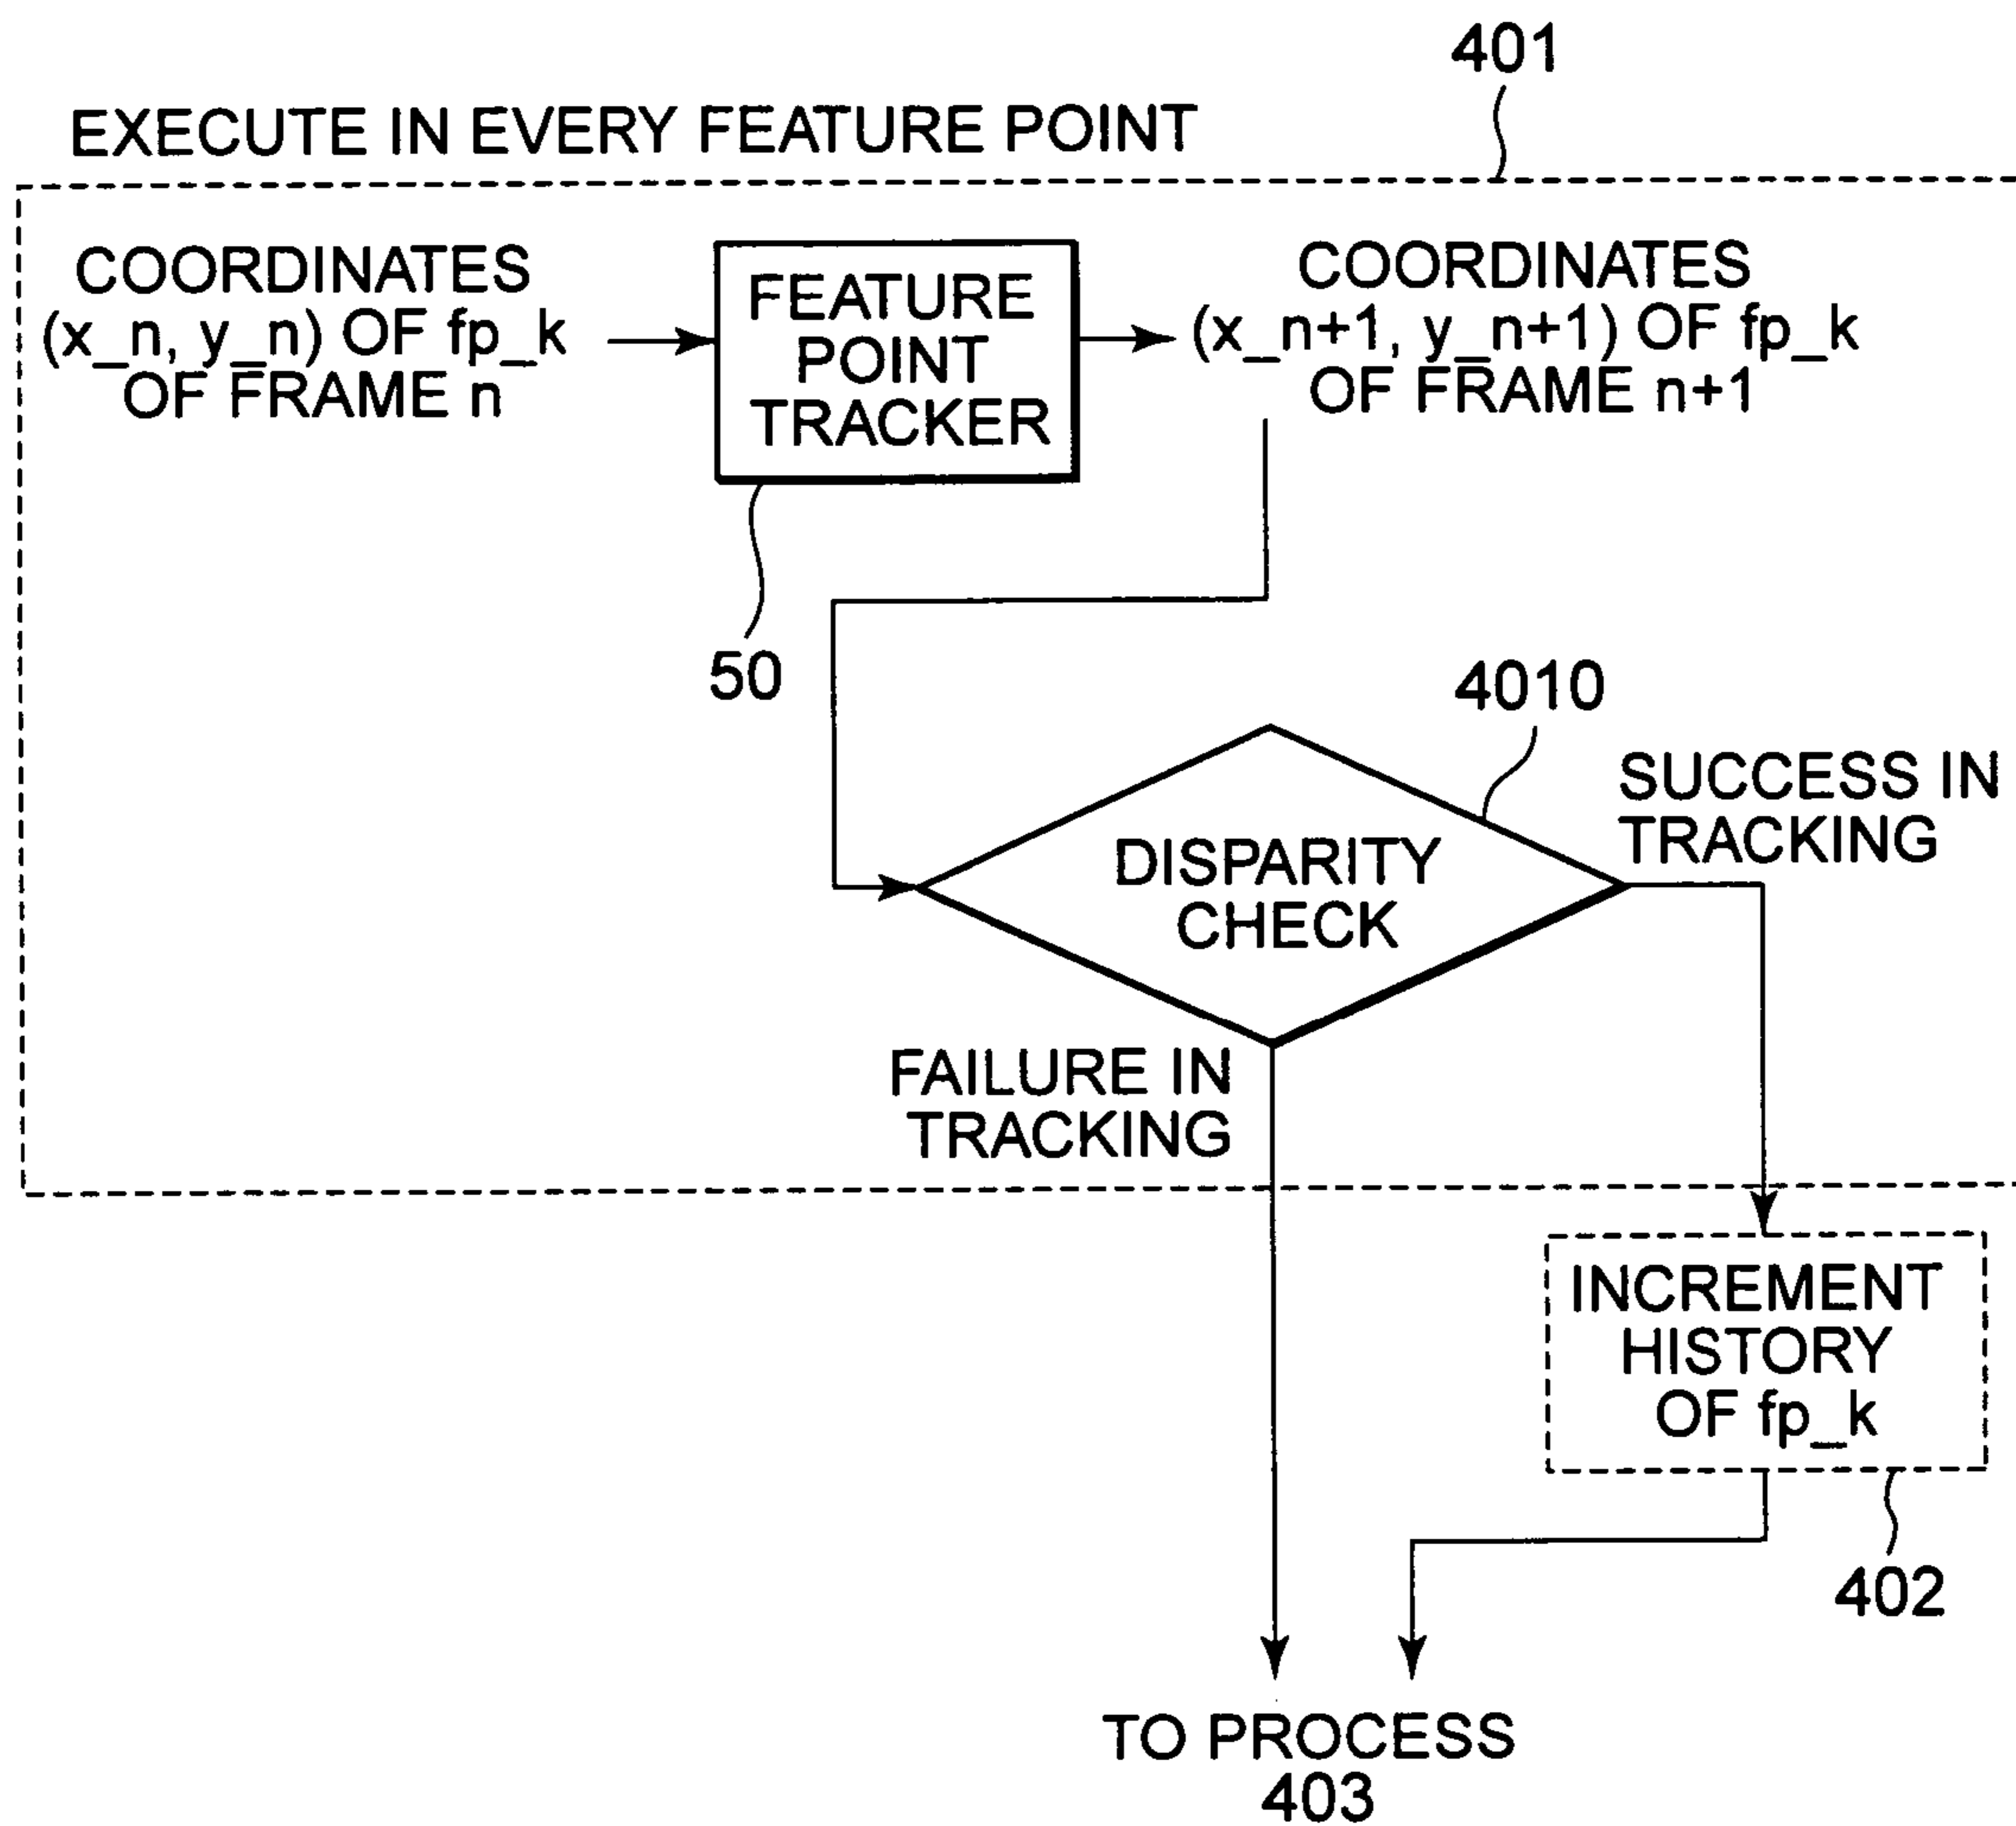 401
EXECUTE IN EVERY FEATURE POINT
COORDINATES
(x_n, y_n) OF fp_k
OF FRAME n
FEATURE
POINT
TRACKER
COORDINATES
(x_n+1, y_n+1) OF fp_k
OF FRAME n+1
50
4010
SUCCESS IN
TRACKING
DISPARITY
CHECK
FAILURE IN
TRACKING
INCREMENT
HISTORY
OF fp_k
402
TO PROCESS
403